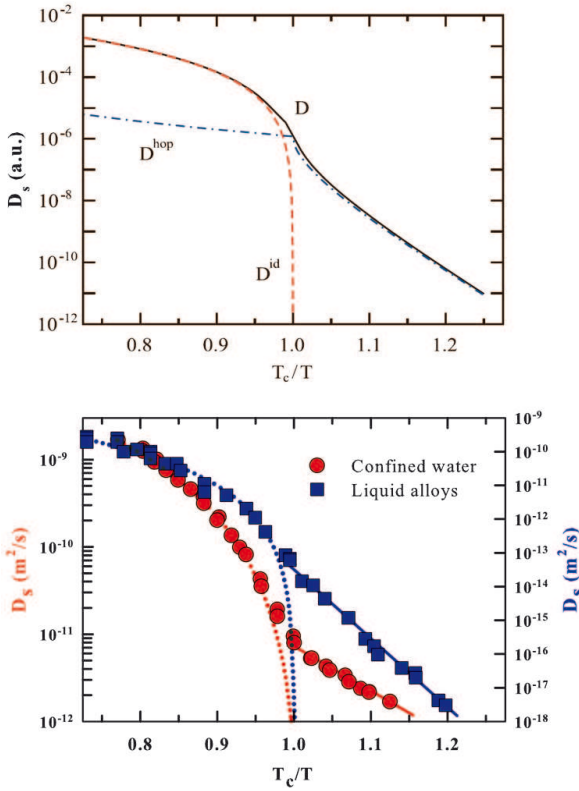 10⁻²
10⁻⁴
10⁻⁶
10⁻⁸
10⁻¹⁰
10⁻¹²
D_s (a.u.)
D
D^hop
D^id
0.8 0.9 1.0 1.1 1.2
T_c/T
10⁻⁹
10⁻¹⁰
10⁻¹¹
10⁻¹²
D_S (m²/s)
Confined water
Liquid alloys
10⁻⁹
10⁻¹⁰
10⁻¹¹
10⁻¹²
10⁻¹³
10⁻¹⁴
10⁻¹⁵
10⁻¹⁶
10⁻¹⁷
10⁻¹⁸
D_S (m²/s)
0.8 0.9 1.0 1.1 1.2
T_c/T